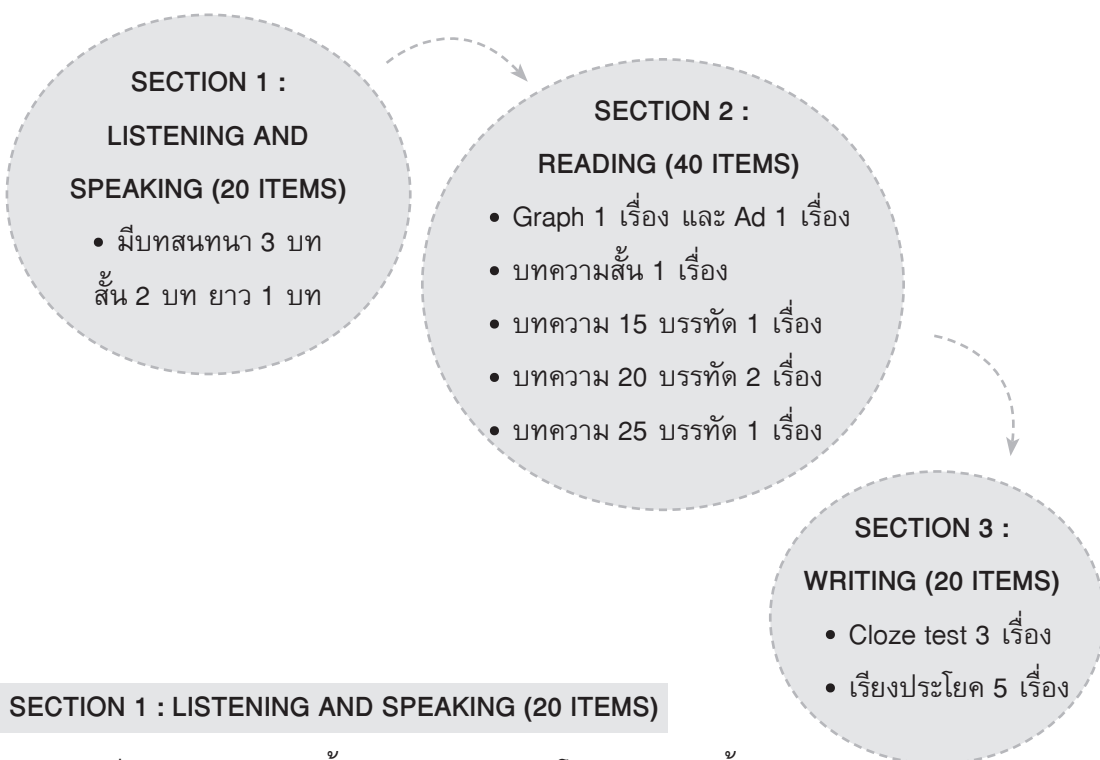 SECTION 1 :
LISTENING AND
SPEAKING (20 ITEMS)
• มีบทสนทนา 3 บท
สั้น 2 บท ยาว 1 บท
SECTION 2 :
READING (40 ITEMS)
• Graph 1 เรื่อง และ Ad 1 เรื่อง
• บทความสั้น 1 เรื่อง
• บทความ 15 บรรทัด 1 เรื่อง
• บทความ 20 บรรทัด 2 เรื่อง
• บทความ 25 บรรทัด 1 เรื่อง
SECTION 3 :
WRITING (20 ITEMS)
• Cloze test 3 เรื่อง
• เรียงประโยค 5 เรื่อง
SECTION 1 : LISTENING AND SPEAKING (20 ITEMS)